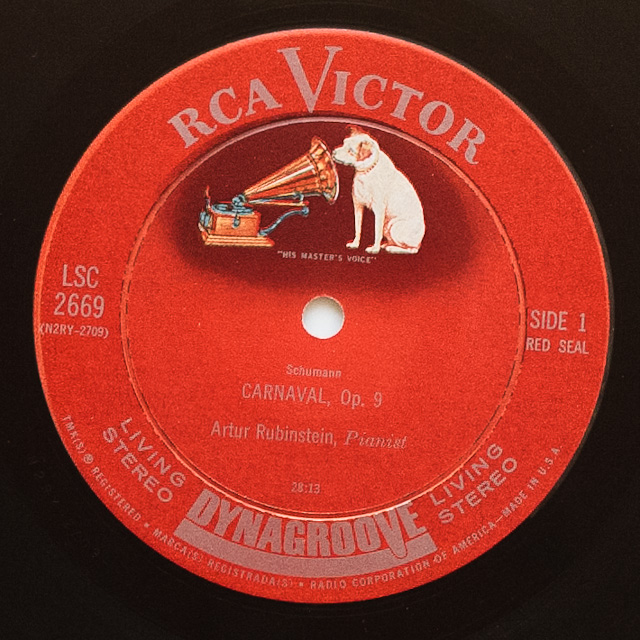 RCA VICTOR
"HIS MASTER'S VOICE"
LSC
2669
(N2RY-2709)
SIDE 1
RED SEAL
Schumann
CARNAVAL, Op. 9
Artur Rubinstein, Pianist
28:13
LIVING
STEREO
DYNAGROOVE
LIVING
STEREO
TMK(S) ® REGISTERED • MARCA(S) REGISTRADA(S) • RADIO CORPORATION OF AMERICA—MADE IN U.S.A.